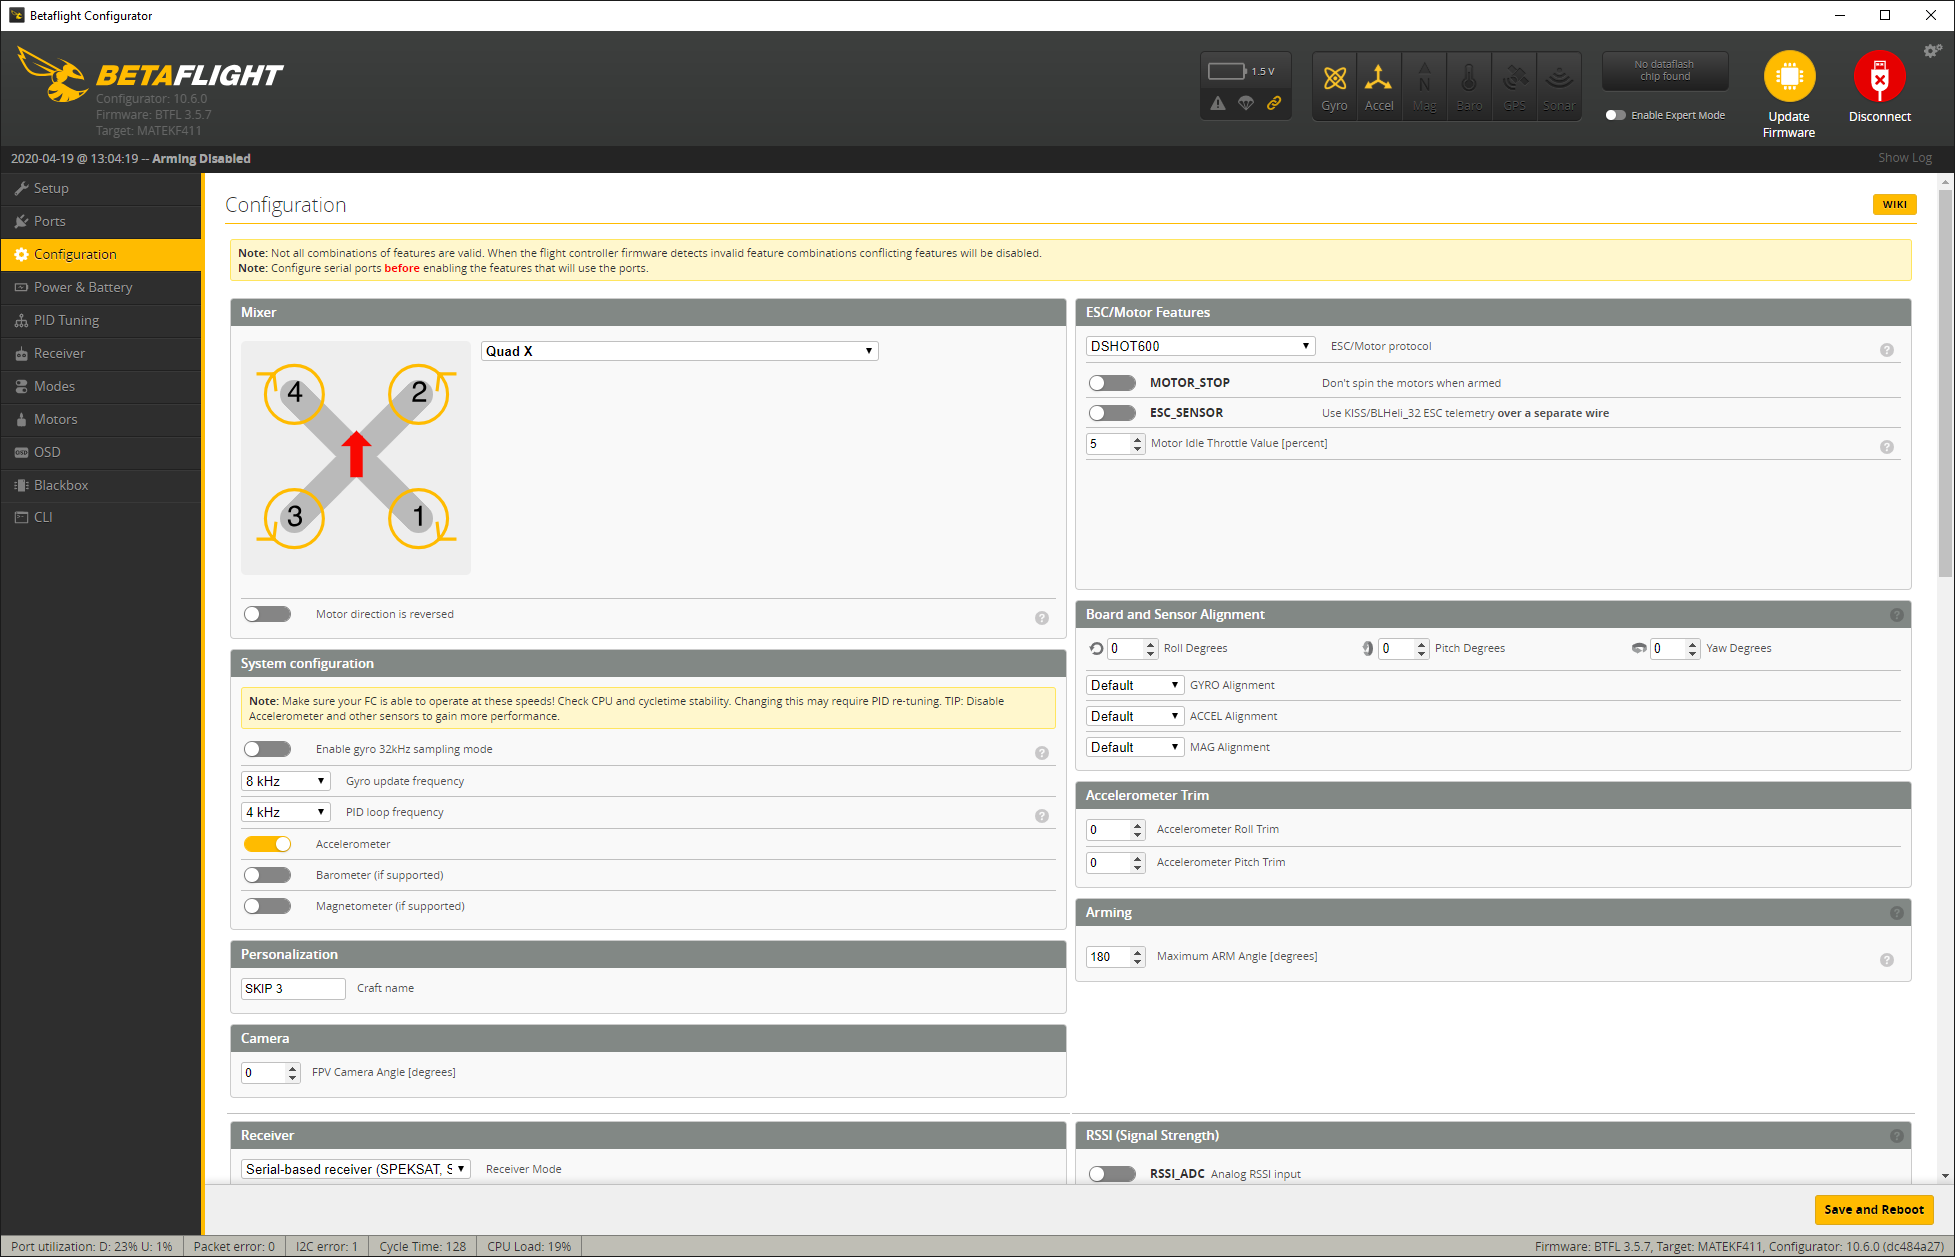 Betaflight Configurator
BETAFLIGHT
Configurator: 10.6.0
Firmware: BTFL 3.5.7
Target: MATEKF411
1.5 V
Gyro
Accel
Mag
Baro
GPS
Sonar
No dataflash
chip found
Enable Expert Mode
Update
Firmware
Disconnect
2020-04-19 @ 13:04:19 -- Arming Disabled
Show Log
Setup
Ports
Configuration
Power & Battery
PID Tuning
Receiver
Modes
Motors
OSD
Blackbox
CLI
Configuration
WIKI
Note: Not all combinations of features are valid. When the flight controller firmware detects invalid feature combinations conflicting features will be disabled.
Note: Configure serial ports before enabling the features that will use the ports.
Mixer
Quad X
4
2
3
1
Motor direction is reversed
System configuration
Note: Make sure your FC is able to operate at these speeds! Check CPU and cycletime stability. Changing this may require PID re-tuning. TIP: Disable
Accelerometer and other sensors to gain more performance.
Enable gyro 32kHz sampling mode
8 kHz Gyro update frequency
4 kHz PID loop frequency
Accelerometer
Barometer (if supported)
Magnetometer (if supported)
Personalization
SKIP 3 Craft name
Camera
0 FPV Camera Angle [degrees]
Receiver
Serial-based receiver (SPEKSAT, S Receiver Mode
ESC/Motor Features
DSHOT600 ESC/Motor protocol
MOTOR_STOP Don't spin the motors when armed
ESC_SENSOR Use KISS/BLHeli_32 ESC telemetry over a separate wire
5 Motor Idle Throttle Value [percent]
Board and Sensor Alignment
0 Roll Degrees 0 Pitch Degrees 0 Yaw Degrees
Default GYRO Alignment
Default ACCEL Alignment
Default MAG Alignment
Accelerometer Trim
0 Accelerometer Roll Trim
0 Accelerometer Pitch Trim
Arming
180 Maximum ARM Angle [degrees]
RSSI (Signal Strength)
RSSI_ADC Analog RSSI input
Save and Reboot
Port utilization: D: 23% U: 1% Packet error: 0 I2C error: 1 Cycle Time: 128 CPU Load: 19% Firmware: BTFL 3.5.7, Target: MATEKF411, Configurator: 10.6.0 (dc484a27)